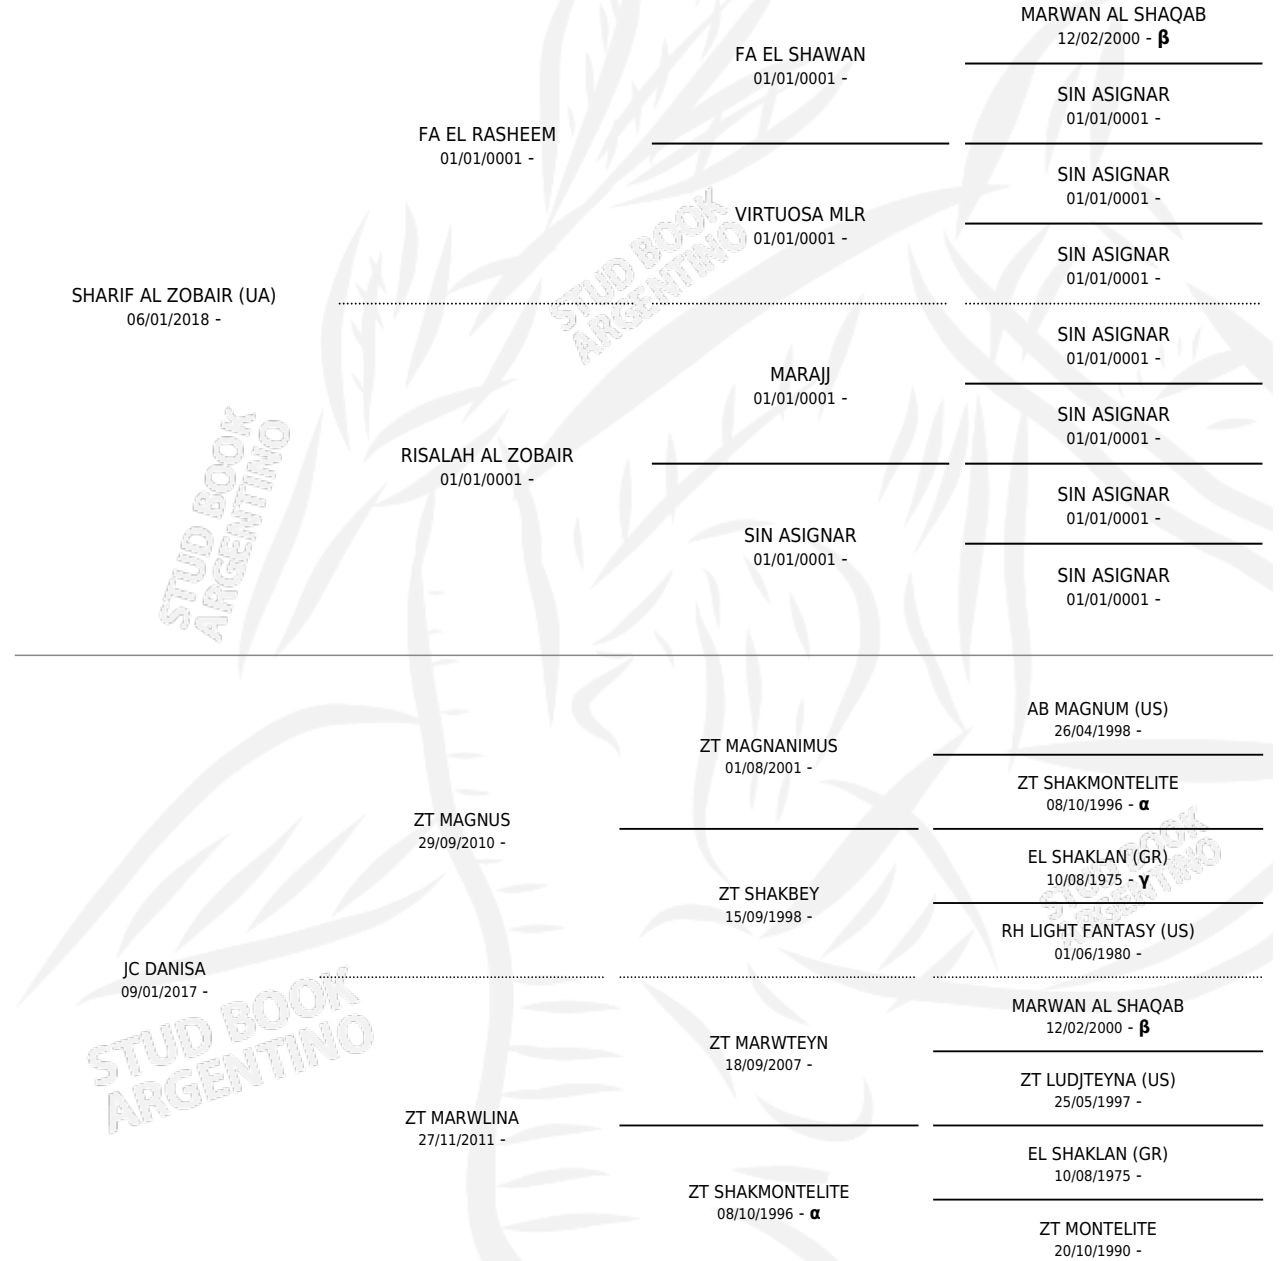 MARWAN AL SHAQAB
12/02/2000 - β
FA EL SHAWAN
01/01/0001 -
SIN ASIGNAR
01/01/0001 -
FA EL RASHEEM
01/01/0001 -
SIN ASIGNAR
01/01/0001 -
VIRTUOSA MLR
01/01/0001 -
SIN ASIGNAR
01/01/0001 -
STUD BOOK
ARGENTINO
SHARIF AL ZOBAIR (UA)
06/01/2018 -
SIN ASIGNAR
01/01/0001 -
MARAJJ
01/01/0001 -
SIN ASIGNAR
01/01/0001 -
RISALAH AL ZOBAIR
01/01/0001 -
SIN ASIGNAR
01/01/0001 -
STUD BOOK
ARGENTINO
SIN ASIGNAR
01/01/0001 -
SIN ASIGNAR
01/01/0001 -
AB MAGNUM (US)
26/04/1998 -
ZT MAGNANIMUS
01/08/2001 -
ZT SHAKMONTELITE
08/10/1996 - α
ZT MAGNUS
29/09/2010 -
EL SHAKLAN (GR)
10/08/1975 - γ
STUD BOOK
ARGENTINO
ZT SHAKBEY
15/09/1998 -
RH LIGHT FANTASY (US)
01/06/1980 -
JC DANISA
09/01/2017 -
MARWAN AL SHAQAB
12/02/2000 - β
STUD BOOK
ARGENTINO
ZT MARWTEYN
18/09/2007 -
ZT LUDJTEYNA (US)
25/05/1997 -
ZT MARWLINA
27/11/2011 -
EL SHAKLAN (GR)
10/08/1975 -
ZT SHAKMONTELITE
08/10/1996 - α
ZT MONTELITE
20/10/1990 -